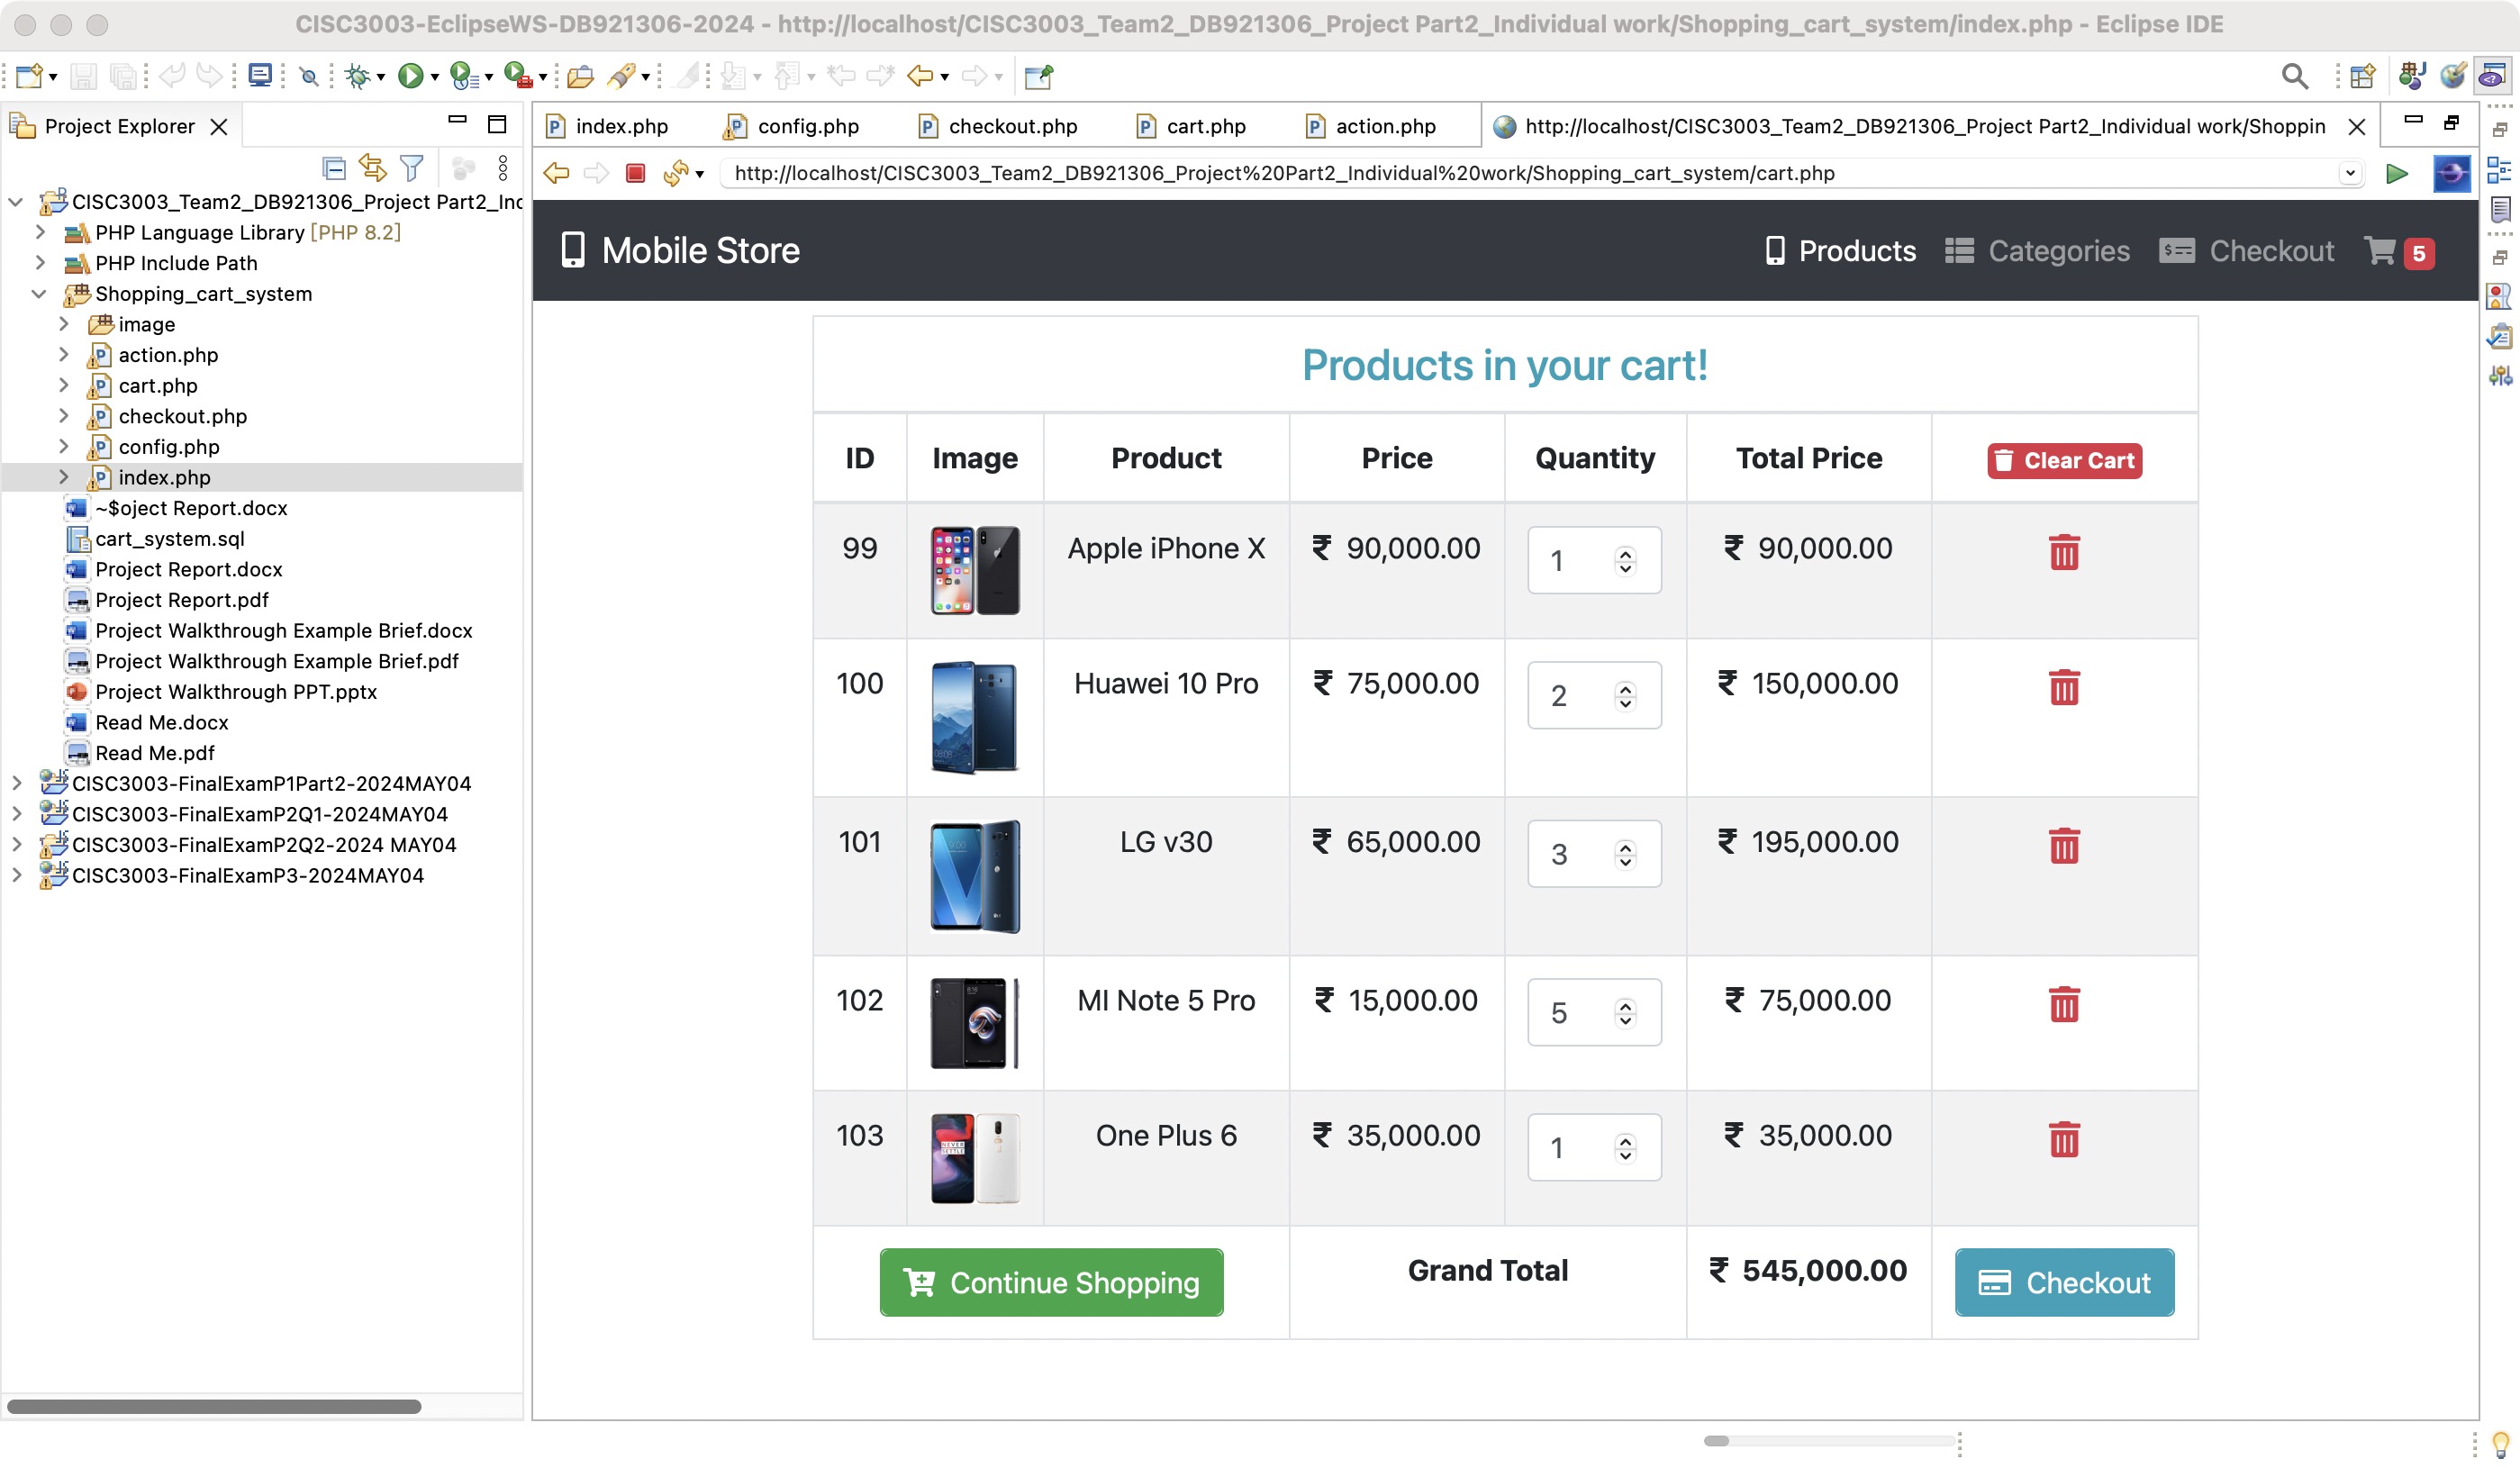 CISC3003-EclipseWS-DB921306-2024 - http://localhost/CISC3003_Team2_DB921306_Project Part2_Individual work/Shopping_cart_system/index.php - Eclipse IDE
Project Explorer
index.php
config.php
checkout.php
cart.php
action.php
http://localhost/CISC3003_Team2_DB921306_Project Part2_Individual work/Shoppin
http://localhost/CISC3003_Team2_DB921306_Project%20Part2_Individual%20work/Shopping_cart_system/cart.php
CISC3003_Team2_DB921306_Project Part2_Ind
PHP Language Library [PHP 8.2]
PHP Include Path
Shopping_cart_system
image
action.php
cart.php
checkout.php
config.php
index.php
~$oject Report.docx
cart_system.sql
Project Report.docx
Project Report.pdf
Project Walkthrough Example Brief.docx
Project Walkthrough Example Brief.pdf
Project Walkthrough PPT.pptx
Read Me.docx
Read Me.pdf
CISC3003-FinalExamP1Part2-2024MAY04
CISC3003-FinalExamP2Q1-2024MAY04
CISC3003-FinalExamP2Q2-2024 MAY04
CISC3003-FinalExamP3-2024MAY04
Mobile Store
Products
Categories
Checkout
5
Products in your cart!
ID Image Product Price Quantity Total Price Clear Cart
99 Apple iPhone X ₹ 90,000.00 1 ₹ 90,000.00
100 Huawei 10 Pro ₹ 75,000.00 2 ₹ 150,000.00
101 LG v30 ₹ 65,000.00 3 ₹ 195,000.00
102 MI Note 5 Pro ₹ 15,000.00 5 ₹ 75,000.00
103 One Plus 6 ₹ 35,000.00 1 ₹ 35,000.00
Continue Shopping Grand Total ₹ 545,000.00 Checkout